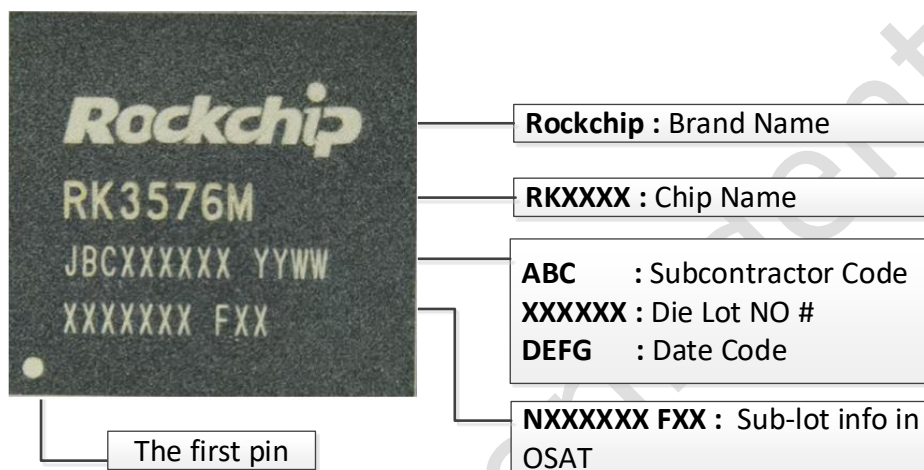 Rockchip
RK3576M
JBCXXXXXX YYWW
XXXXXXX FXX
Rockchip : Brand Name
RKXXXX : Chip Name
ABC : Subcontractor Code
XXXXXX : Die Lot NO #
DEFG : Date Code
NXXXXXX FXX : Sub-lot info in
OSAT
The first pin